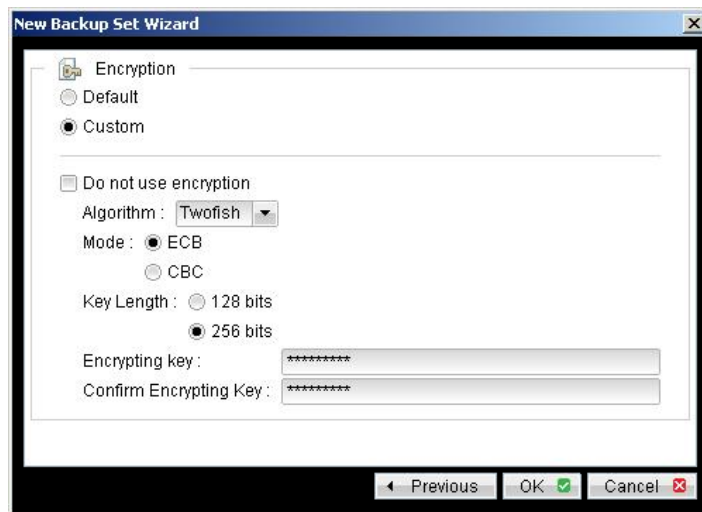 New Backup Set Wizard
Encryption
Default
Custom
Do not use encryption
Algorithm : Twofish
Mode : ECB
CBC
Key Length : 128 bits
256 bits
Encrypting key : *********
Confirm Encrypting Key : *********
Previous OK Cancel